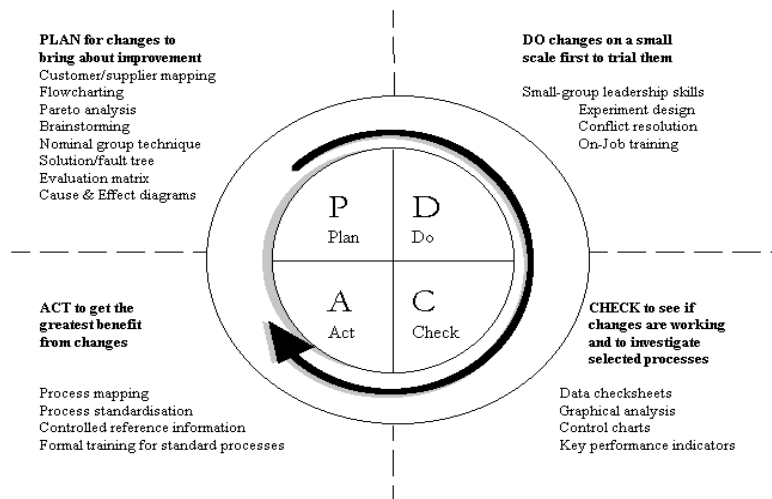 PLAN for changes to
bring about improvement
Customer/supplier mapping
Flowcharting
Pareto analysis
Brainstorming
Nominal group technique
Solution/fault tree
Evaluation matrix
Cause & Effect diagrams
DO changes on a small
scale first to trial them
Small-group leadership skills
Experiment design
Conflict resolution
On-Job training
P
Plan
D
Do
A
Act
C
Check
ACT to get the
greatest benefit
from changes
Process mapping
Process standardisation
Controlled reference information
Formal training for standard processes
CHECK to see if
changes are working
and to investigate
selected processes
Data checksheets
Graphical analysis
Control charts
Key performance indicators